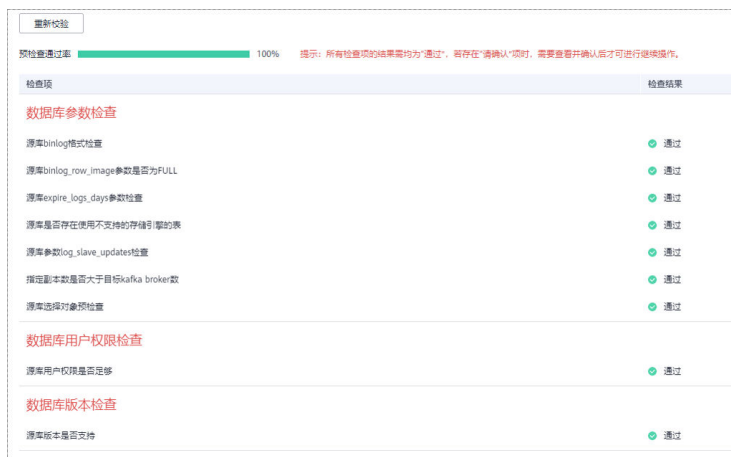 重新校验
预检查通过率 100% 提示：所有检查项的结果需均为“通过”，若存在“请确认”项时，需要查看并确认后才可进行继续操作。
检查项 检查结果
数据库参数检查
源库binlog格式检查 通过
源库binlog_row_image参数是否为FULL 通过
源库expire_logs_days参数检查 通过
源库是否存在使用不支持的存储引擎的表 通过
源库参数log_slave_updates检查 通过
指定副本数是否大于目标kafka broker数 通过
源库选择对象预检查 通过
数据库用户权限检查
源库用户权限是否足够 通过
数据库版本检查
源库版本是否支持 通过